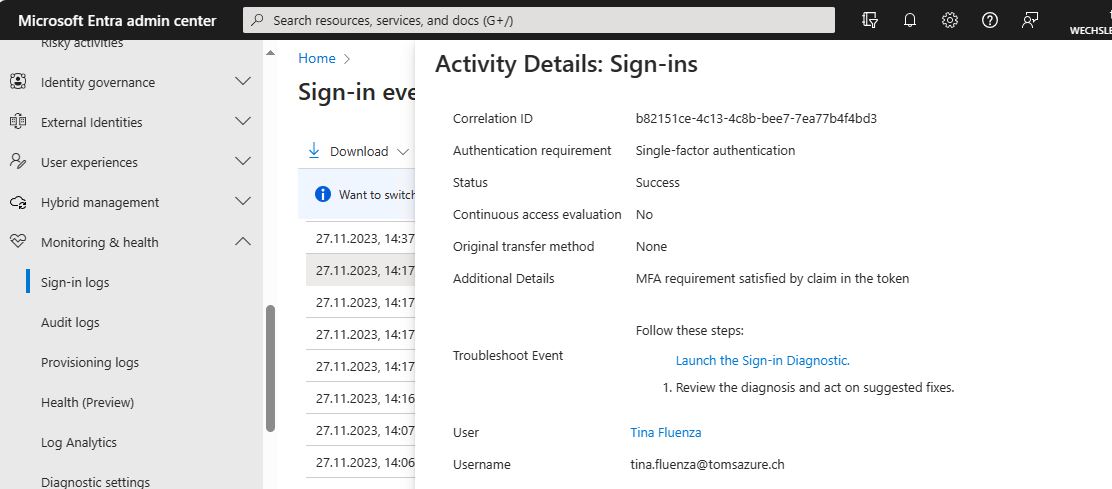 Microsoft Entra admin center
Search resources, services, and docs (G+/)
WECHSLE
Risky activities
Identity governance
External Identities
User experiences
Hybrid management
Monitoring & health
Sign-in logs
Audit logs
Provisioning logs
Health (Preview)
Log Analytics
Diagnostic settings
Home
Sign-in eve
Download
Want to switch
27.11.2023, 14:37
27.11.2023, 14:17
27.11.2023, 14:17
27.11.2023, 14:17
27.11.2023, 14:17
27.11.2023, 14:16
27.11.2023, 14:07
27.11.2023, 14:06
Activity Details: Sign-ins
Correlation ID b82151ce-4c13-4c8b-bee7-7ea77b4f4bd3
Authentication requirement Single-factor authentication
Status Success
Continuous access evaluation No
Original transfer method None
Additional Details MFA requirement satisfied by claim in the token
Follow these steps:
Troubleshoot Event
Launch the Sign-in Diagnostic.
1. Review the diagnosis and act on suggested fixes.
User Tina Fluenza
Username tina.fluenza@tomsazure.ch